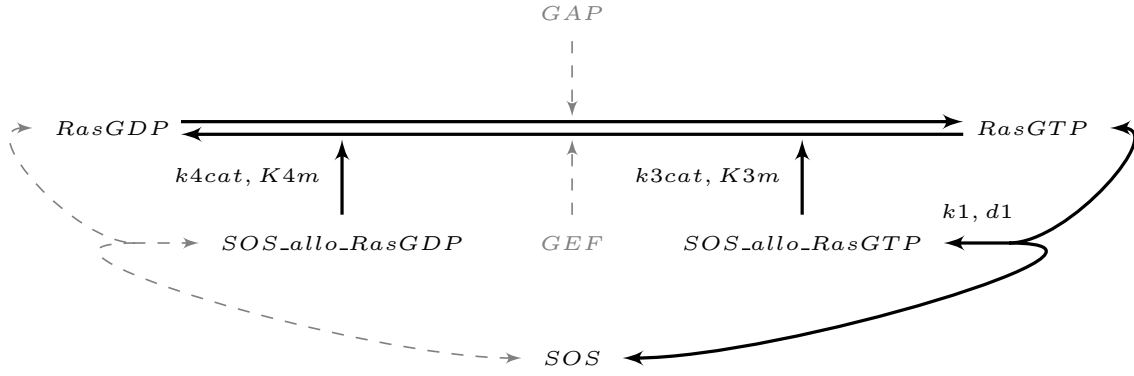 GAP
RasGDP RasGTP
k4cat, K4m k3cat, K3m
k1, d1
SOS_allo_RasGDP GEF SOS_allo_RasGTP
SOS